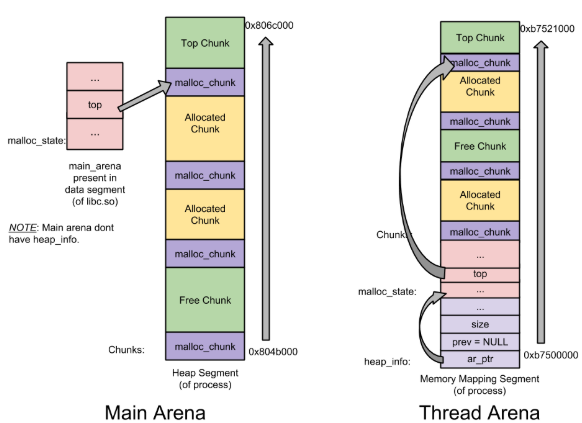 0x806c000
Top Chunk
malloc_chunk
Allocated
Chunk
malloc_chunk
Allocated
Chunk
malloc_chunk
Free Chunk
malloc_chunk
Chunks:
0x804b000
...
top
...
malloc_state:
main_arena
present in
data segment
(of libc.so)
NOTE: Main arena dont
have heap_info.
Heap Segment
(of process)
Main Arena
0xb7521000
Top Chunk
malloc_chunk
Allocated
Chunk
malloc_chunk
Free Chunk
malloc_chunk
Allocated
Chunk
malloc_chunk
Chunks:
...
top
malloc_state:
...
...
size
prev = NULL
heap_info:
ar_ptr
0xb7500000
Memory Mapping Segment
(of process)
Thread Arena